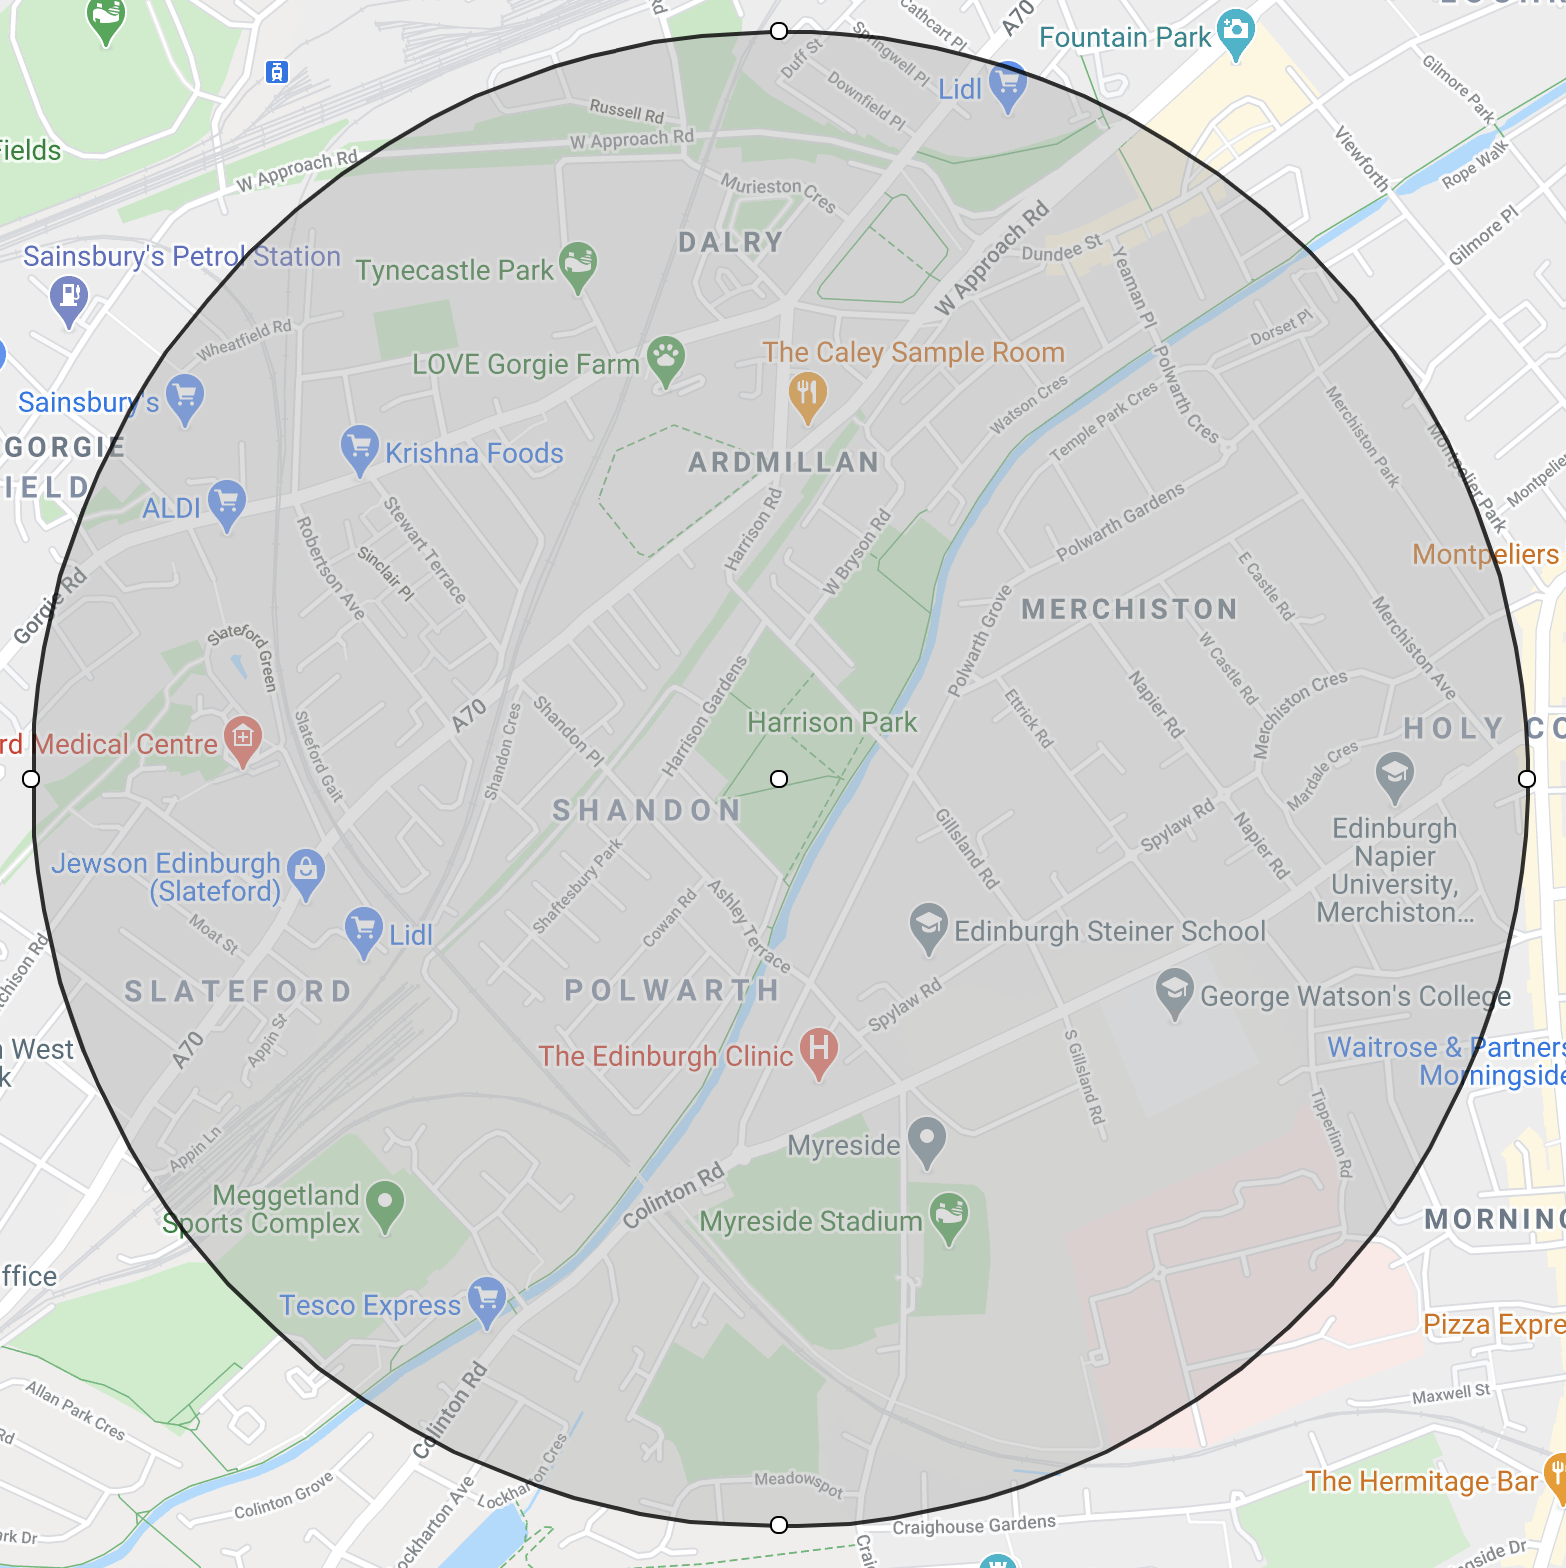 Cathcart Pl
A70
Springwell Pl
Fountain Park
Duff St
Downfield Pl
Lidl
Gilmore Park
Russell Rd
W Approach Rd
Fields
W Approach Rd
Viewforth
Rope Walk
Murieston Cres
Gilmore Pl
DALRY
W Approach Rd
Dundee St
Sainsbury's Petrol Station
Tynecastle Park
Yeaman Pl
Wheatfield Rd
Dorset Pl
LOVE Gorgie Farm
The Caley Sample Room
Polwarth Cres
Sainsbury's
Watson Cres
Temple Park Cres
Merchiston Park
GORGIE
Krishna Foods
ARDMILLAN
Montpelier Park
Montpelier
ALDI
Harrison Rd
Stewart Terrace
Robertson Ave
Sinclair Pl
W Bryson Rd
Polwarth Gardens
Montpeliers
Gorgie Rd
E Castle Rd
MERCHISTON
Polwarth Grove
Merchiston Ave
Slateford Green
W Castle Rd
Harrison Gardens
Napier Rd
Merchiston Cres
A70
Shandon Pl
Ettrick Rd
Harrison Park
HOLY CO
rd Medical Centre
Slateford Gait
Shandon Cres
Mardale Cres
SHANDON
Gillsland Rd
Spylaw Rd
Napier Rd
Edinburgh
Napier
University,
Merchiston...
Jewson Edinburgh
(Slateford)
Shaftesbury Park
Ashley Terrace
Cowan Rd
Moat St
Lidl
Edinburgh Steiner School
chison Rd
SLATEFORD
POLWARTH
Spylaw Rd
George Watson's College
Appin St
A70
West
The Edinburgh Clinic
S Gillsland Rd
Waitrose & Partners
Morningside
Tipperlinn Rd
Appin Ln
Myreside
Colinton Rd
Meggetland
Sports Complex
Myreside Stadium
MORNING
ffice
Tesco Express
Pizza Expre
Colinton Rd
Maxwell St
Allan Park Cres
Rd
Lockharton Cres
Meadowspot
The Hermitage Bar
Colinton Grove
ockharton Ave
Craighouse Gardens
ark Dr
Crai
ngside Dr